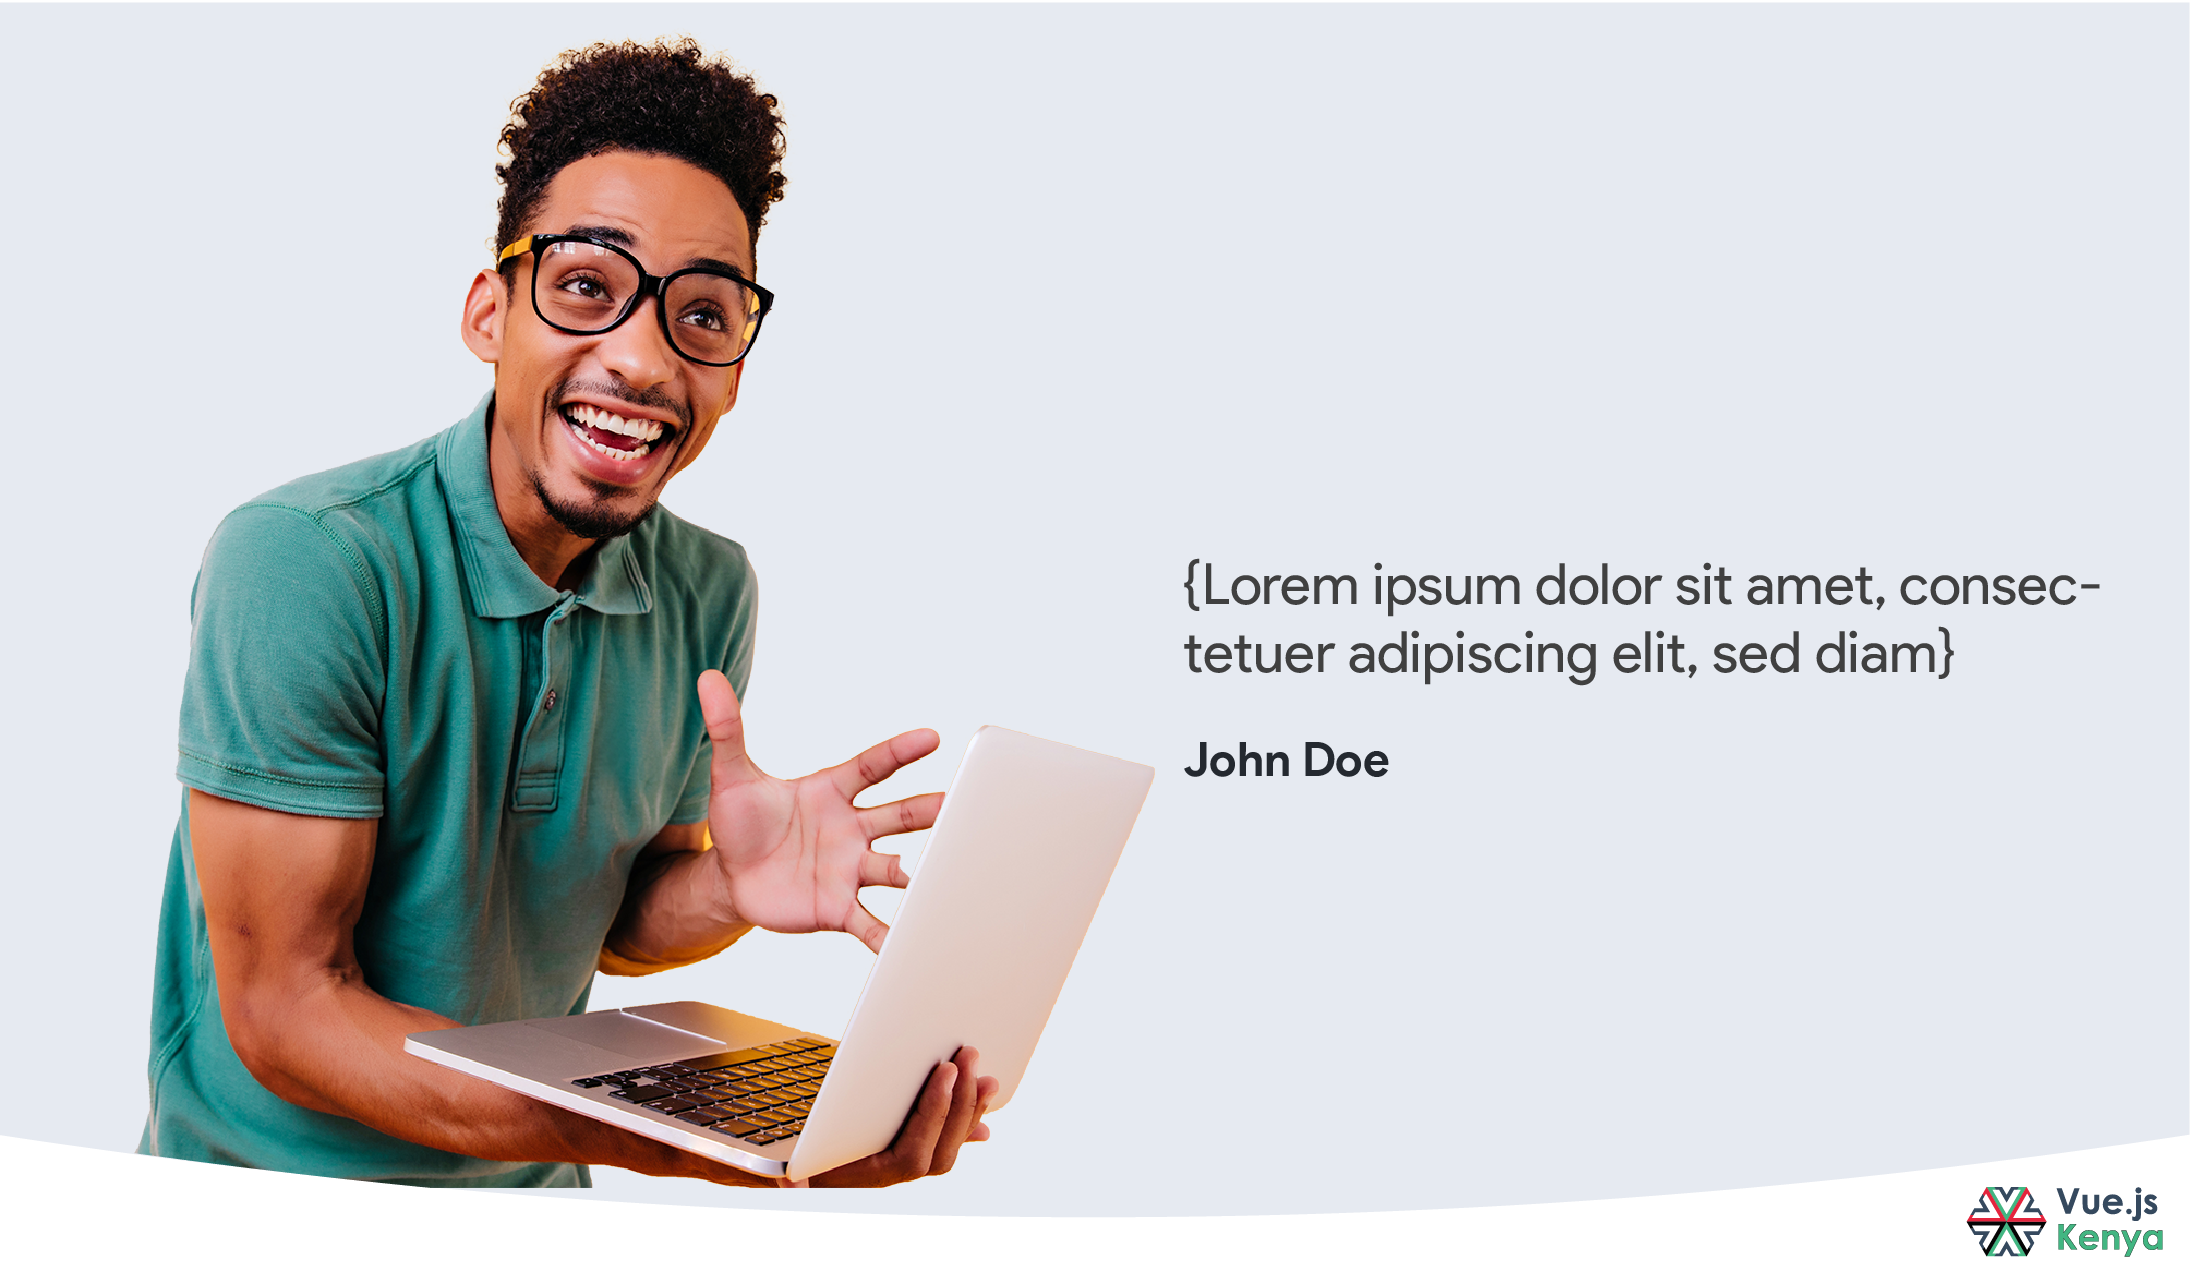 {Lorem ipsum dolor sit amet, consec-
tetuer adipiscing elit, sed diam}
John Doe
Vue.js
Kenya